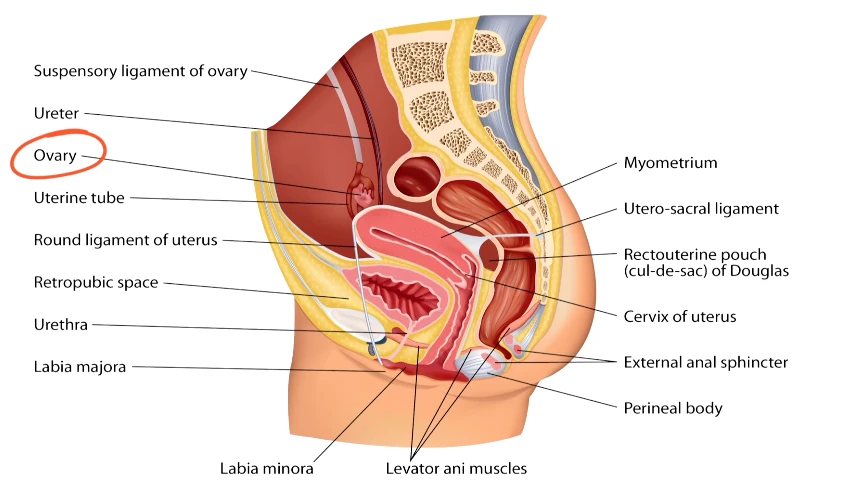 Suspensory ligament of ovary
Ureter
Ovary
Uterine tube
Round ligament of uterus
Retropubic space
Urethra
Labia majora
Labia minora
Levator ani muscles
Myometrium
Utero-sacral ligament
Rectouterine pouch
(cul-de-sac) of Douglas
Cervix of uterus
External anal sphincter
Perineal body